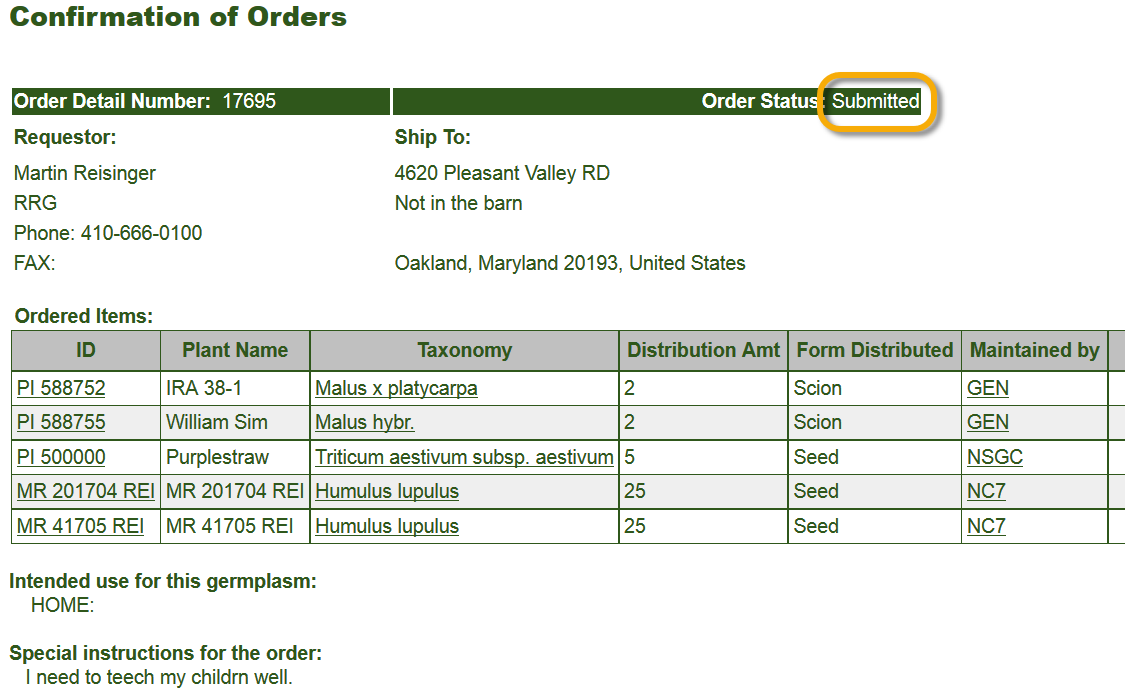 Confirmation of Orders
Order Detail Number: 17695 Order Status: Submitted
Requestor: Ship To:
Martin Reisinger 4620 Pleasant Valley RD
RRG Not in the barn
Phone: 410-666-0100
FAX: Oakland, Maryland 20193, United States
Ordered Items:
ID Plant Name Taxonomy Distribution Amt Form Distributed Maintained by
PI 588752 IRA 38-1 Malus x platycarpa 2 Scion GEN
PI 588755 William Sim Malus hybr. 2 Scion GEN
PI 500000 Purplestraw Triticum aestivum subsp. aestivum 5 Seed NSGC
MR 201704 REI MR 201704 REI Humulus lupulus 25 Seed NC7
MR 41705 REI MR 41705 REI Humulus lupulus 25 Seed NC7
Intended use for this germplasm:
HOME:
Special instructions for the order:
I need to teech my childrn well.